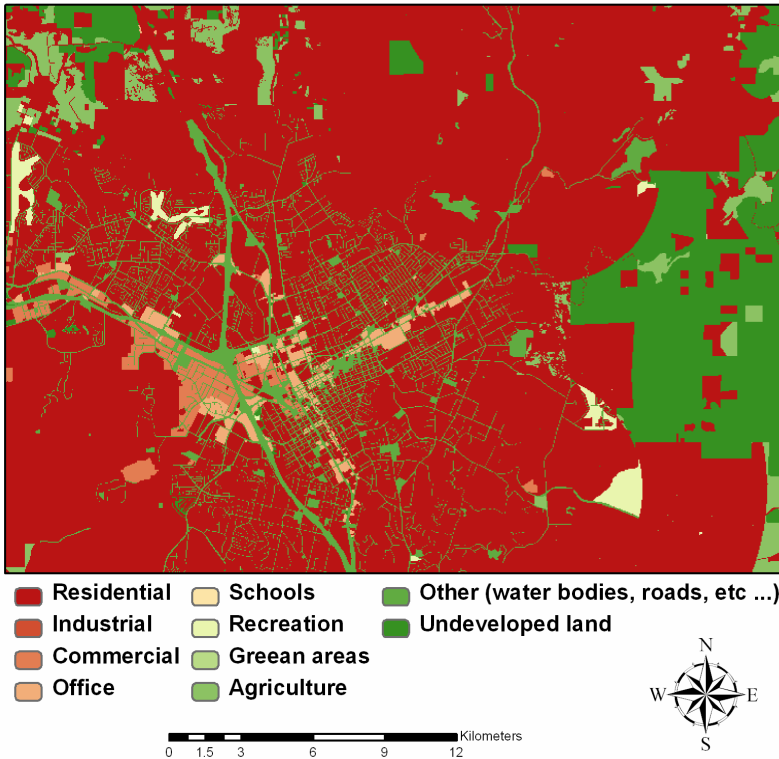 Residential
Industrial
Commercial
Office
Schools
Recreation
Greean areas
Agriculture
Other (water bodies, roads, etc ...)
Undeveloped land
N
W E
S
Kilometers
0 1.5 3 6 9 12